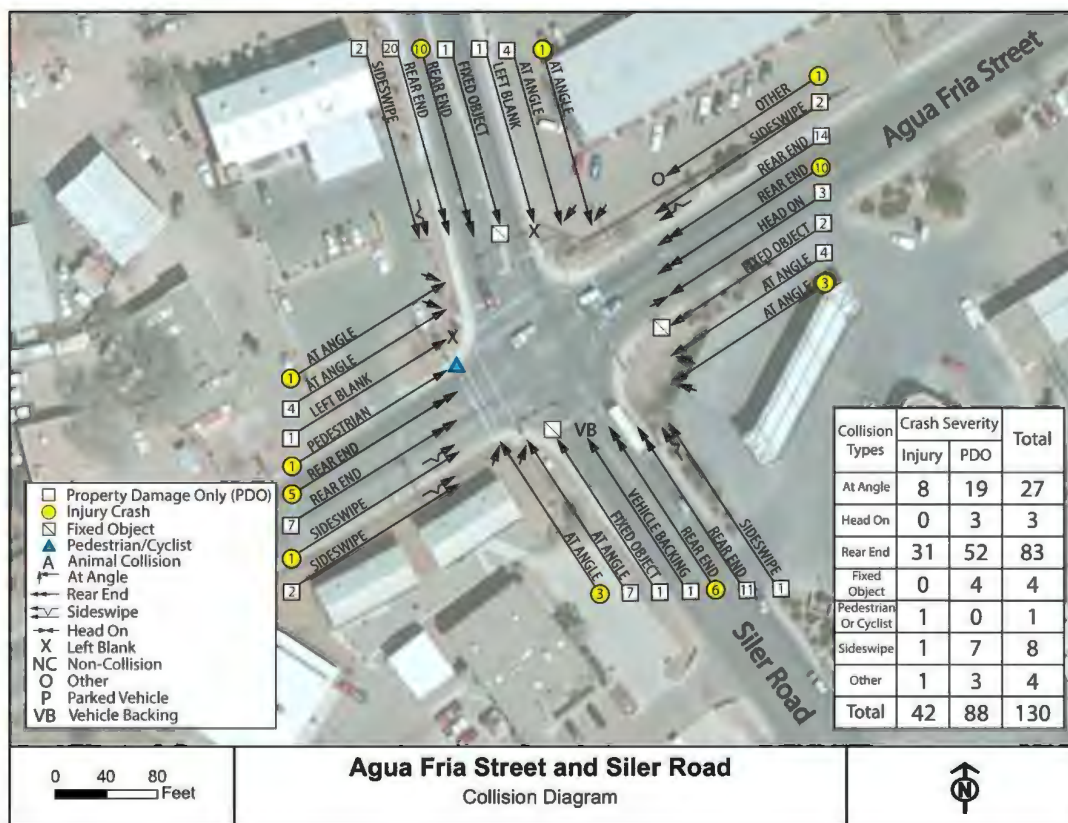 2
20
10
1
1
4
1
SIDESWIPE
REAR END
REAR END
FIXED OBJECT
LEFT BLANK
AT ANGLE
AT ANGLE
X
Agua Fria Street
OTHER
1
SIDESWIPE
2
REAR END
14
REAR END
10
HEAD ON
3
FIXED OBJECT
2
AT ANGLE
4
AT ANGLE
3
O
AT ANGLE
1
AT ANGLE
4
LEFT BLANK
X
1
PEDESTRIAN
1
REAR END
5
REAR END
7
SIDESWIPE
1
SIDESWIPE
2
VB
AT ANGLE
AT ANGLE
FIXED OBJECT
VEHICLE BACKING
REAR END
REAR END
SIDESWIPE
3
7
1
1
6
11
1
Siler Road
Property Damage Only (PDO)
Injury Crash
Fixed Object
Pedestrian/Cyclist
A Animal Collision
At Angle
Rear End
Sideswipe
Head On
X Left Blank
NC Non-Collision
O Other
P Parked Vehicle
VB Vehicle Backing
Collision Types Crash Severity Total
Injury PDO
At Angle 8 19 27
Head On 0 3 3
Rear End 31 52 83
Fixed Object 0 4 4
Pedestrian Or Cyclist 1 0 1
Sideswipe 1 7 8
Other 1 3 4
Total 42 88 130
0 40 80
Feet
Agua Fria Street and Siler Road
Collision Diagram
N